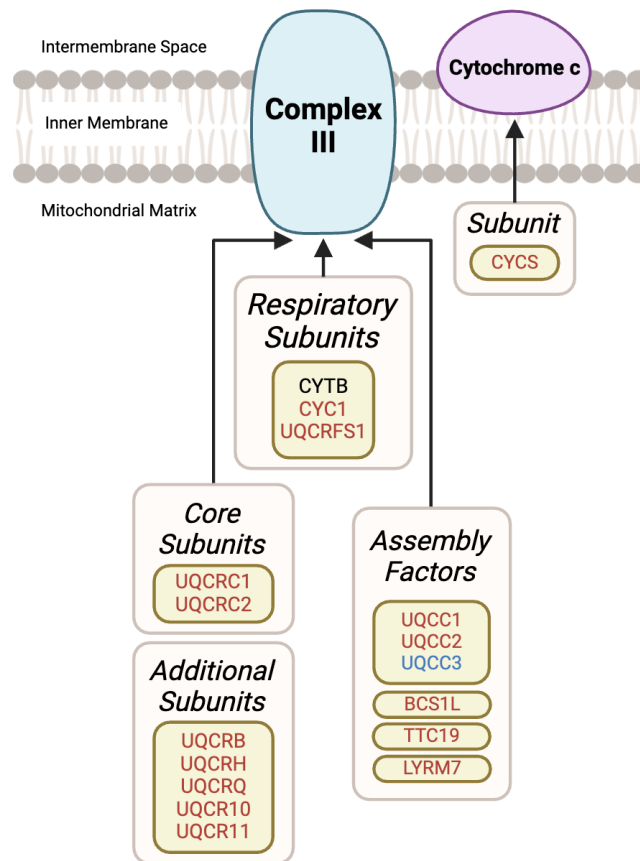 Intermembrane Space
Inner Membrane
Mitochondrial Matrix
Complex
III
Cytochrome c
Subunit
CYCS
Respiratory
Subunits
CYTB
CYC1
UQCRFS1
Core
Subunits
UQCRC1
UQCRC2
Additional
Subunits
UQCRB
UQCRH
UQCRQ
UQCR10
UQCR11
Assembly
Factors
UQCC1
UQCC2
UQCC3
BCS1L
TTC19
LYRM7